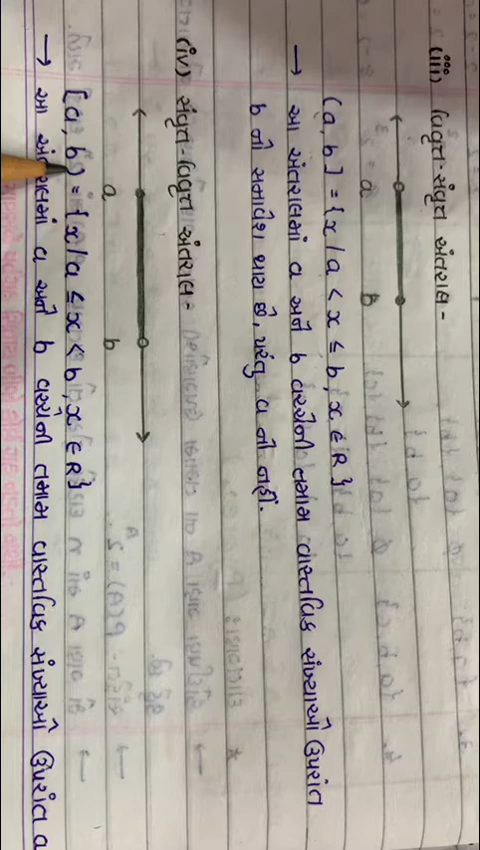 (iii) વિવૃત-સંવૃત અંતરાલ -
a b
(a, b] = {x / a < x ≤ b, x ∈ R}
→ આ અંતરાલમાં a અને b વચ્ચેની તમામ વાસ્તવિક સંખ્યાઓ ઉપરાંત
b નો સમાવેશ થાય છે, પરંતુ a નો નહીં.
(iv) સંવૃત-વિવૃત અંતરાલ -
a b
[a, b) = {x / a ≤ x < b, x ∈ R}
→ આ અંતરાલમાં a અને b વચ્ચેની તમામ વાસ્તવિક સંખ્યાઓ ઉપરાંત a